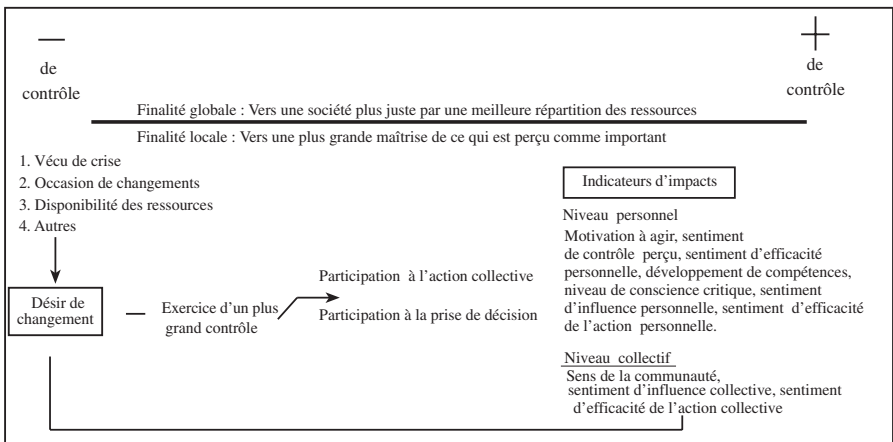 de
contrôle
de
contrôle
Finalité globale : Vers une société plus juste par une meilleure répartition des ressources
Finalité locale : Vers une plus grande maîtrise de ce qui est perçu comme important
1. Vécu de crise
2. Occasion de changements
3. Disponibilité des ressources
4. Autres
Désir de
changement
Exercice d’un plus
grand contrôle
Participation à l’action collective
Participation à la prise de décision
Indicateurs d’impacts
Niveau personnel
Motivation à agir, sentiment
de contrôle perçu, sentiment d’efficacité
personnelle, développement de compétences,
niveau de conscience critique, sentiment
d’influence personnelle, sentiment d’efficacité
de l’action personnelle.
Niveau collectif
Sens de la communauté,
sentiment d’influence collective, sentiment
d’efficacité de l’action collective